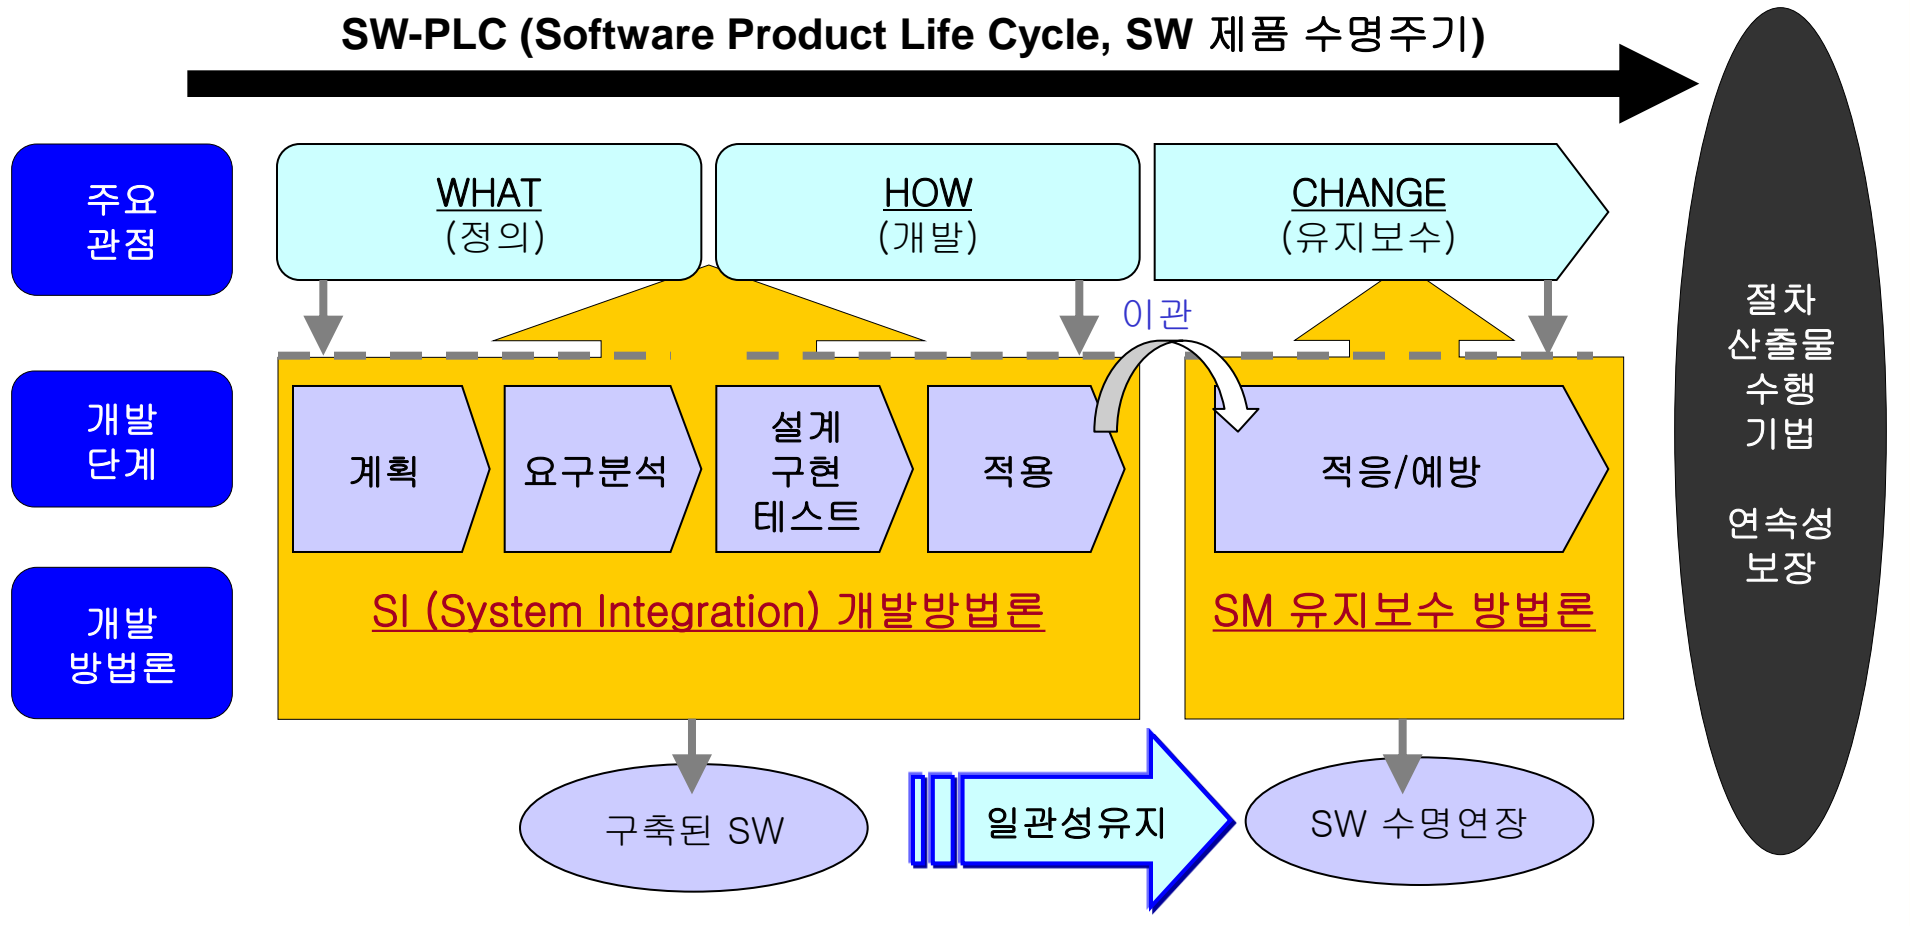 SW-PLC (Software Product Life Cycle, SW 제품 수명주기)
주요
관점
WHAT
(정의)
HOW
(개발)
CHANGE
(유지보수)
이관
개발
단계
계획
요구분석
설계
구현
테스트
적용
적응/예방
개발
방법론
SI (System Integration) 개발방법론
SM 유지보수 방법론
구축된 SW
일관성유지
SW 수명연장
절차
산출물
수행
기법
연속성
보장